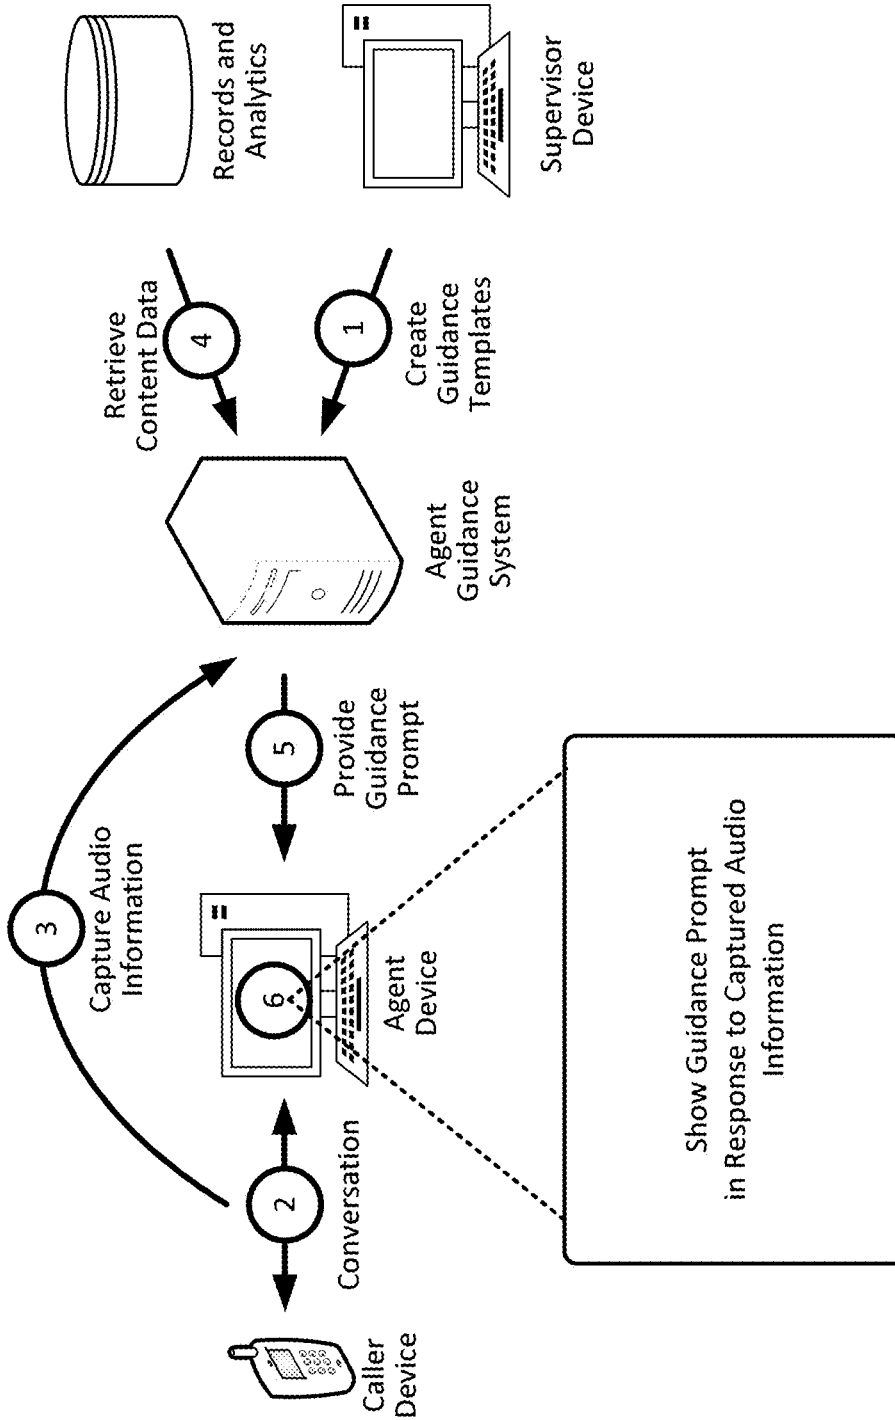 3
Capture Audio
Information
Retrieve
Content Data
4
Records and
Analytics
2
Conversation
6
5
Provide
Guidance
Prompt
1
Create
Guidance
Templates
Caller
Device
Agent
Device
Agent
Guidance
System
Supervisor
Device
Show Guidance Prompt
in Response to Captured Audio
Information